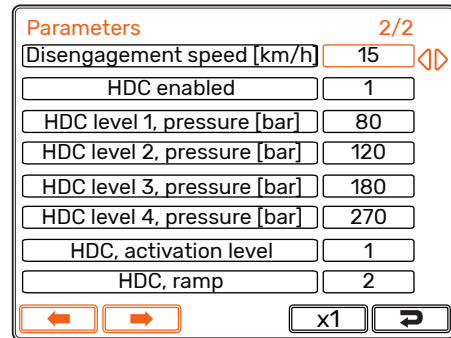 Parameters 2/2
Disengagement speed [km/h] 15
HDC enabled 1
HDC level 1, pressure [bar] 80
HDC level 2, pressure [bar] 120
HDC level 3, pressure [bar] 180
HDC level 4, pressure [bar] 270
HDC, activation level 1
HDC, ramp 2
x1